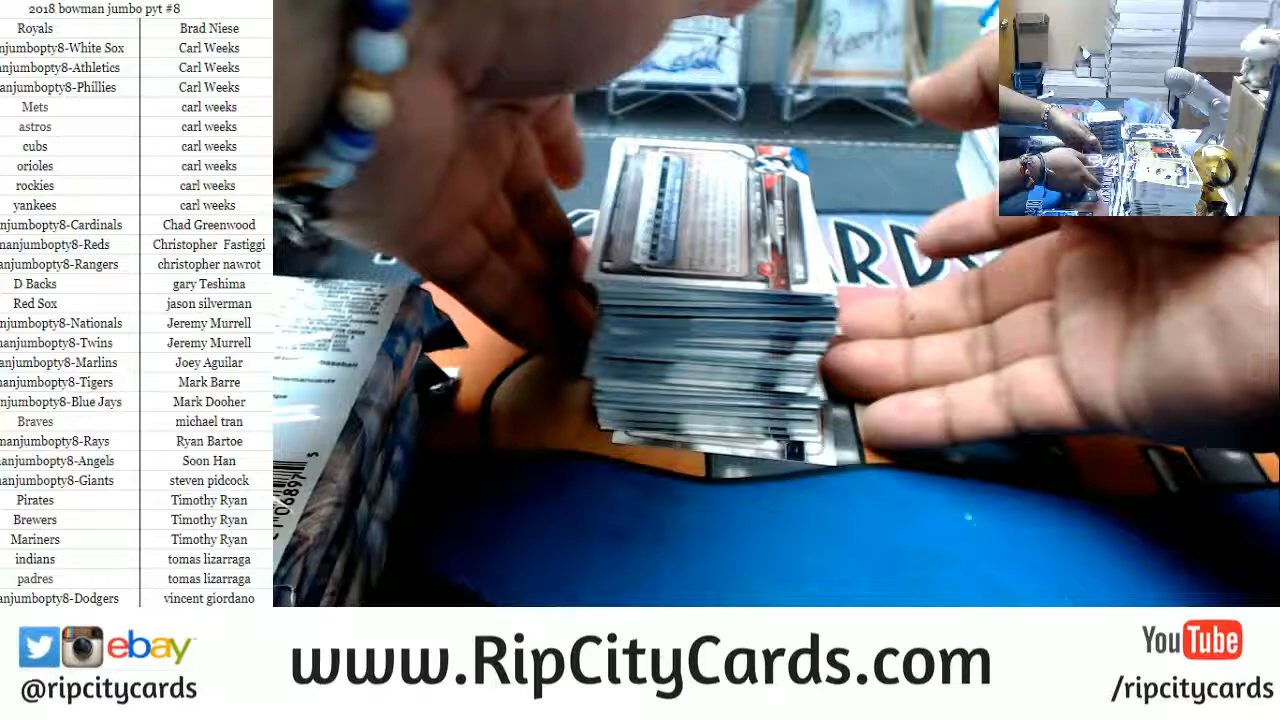 2018 bowman jumbo pyt #8
Royals Brad Niese
anjumbopty8-White Sox Carl Weeks
anjumbopty8-Athletics Carl Weeks
anjumbopty8-Phillies Carl Weeks
Mets carl weeks
astros carl weeks
cubs carl weeks
orioles carl weeks
rockies carl weeks
yankees carl weeks
njumbopty8-Cardinals Chad Greenwood
manjumbopty8-Reds Christopher Fastiggi
anjumbopty8-Rangers christopher nawrot
D Backs gary Teshima
Red Sox jason silverman
njumbopty8-Nationals Jeremy Murrell
anjumbopty8-Twins Jeremy Murrell
anjumbopty8-Marlins Joey Aguilar
manjumbopty8-Tigers Mark Barre
njumbopty8-Blue Jays Mark Dooher
Braves michael tran
manjumbopty8-Rays Ryan Bartoe
anjumbopty8-Angels Soon Han
anjumbopty8-Giants steven pidcock
Pirates Timothy Ryan
Brewers Timothy Ryan
Mariners Timothy Ryan
indians tomas lizarraga
padres tomas lizarraga
anjumbopty8-Dodgers vincent giordano
ARDS
ebay
@ripcitycards
www.RipCityCards.com
YouTube
/ripcitycards